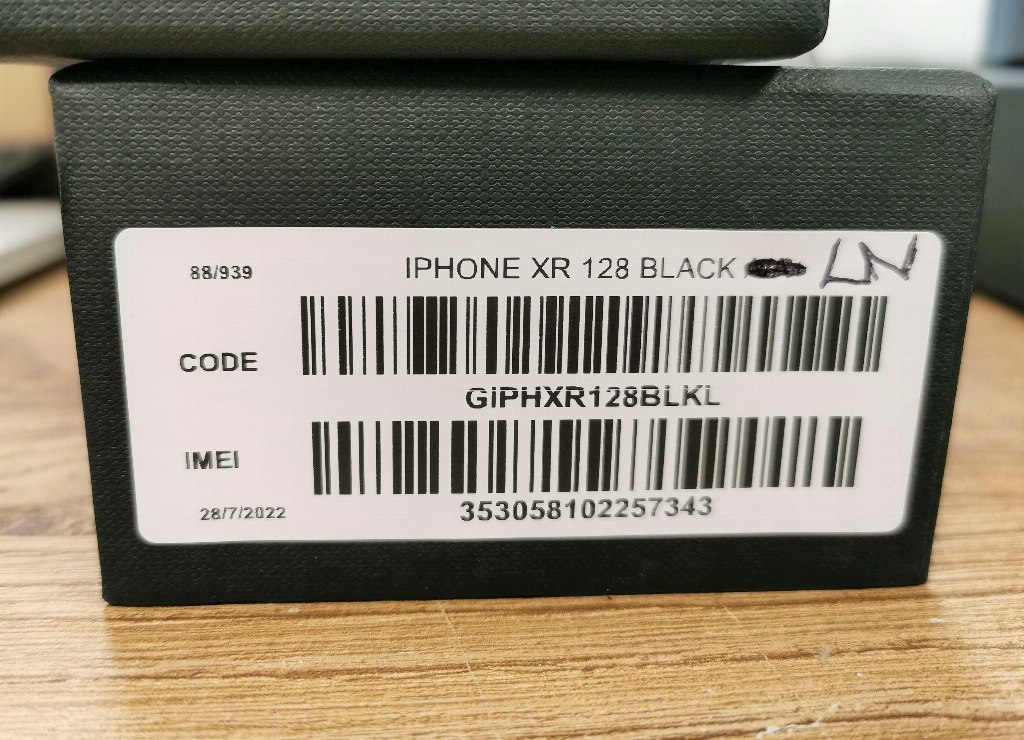 88/939 IPHONE XR 128 BLACK LN
CODE
GiPHXR128BLKL
IMEI
28/7/2022 353058102257343